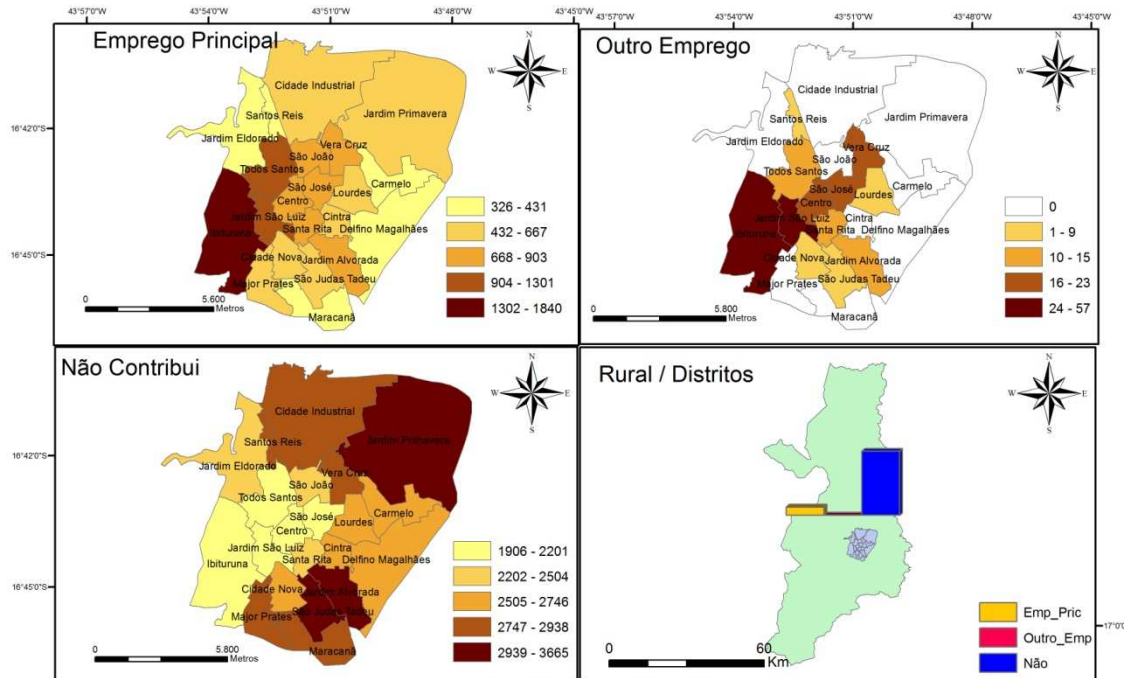 43°57'0"O 43°54'0"O 43°51'0"O 43°48'0"O 43°45'0"O
43°54'0"O 43°51'0"O 43°48'0"O 43°45'0"O
Emprego Principal
N
W E
S
Cidade Industrial
Santos Reis
Jardim Primavera
16°42'0"S
Jardim Eldorado
Vera Cruz
São João
Todos Santos
Carmelo
São José
Lourdes
Centro
Jardim São Luiz
Cintra
Santa Rita
Delfino Magalhães
Ibituruna
16°45'0"S
Cidade Nova
Jardim Alvorada
São Judas Tadeu
Major Prates
Maracanã
326 - 431
432 - 667
668 - 903
904 - 1301
1302 - 1840
0 5.600
Metros
Outro Emprego
N
W E
S
Cidade Industrial
Santos Reis
Jardim Primavera
Jardim Eldorado
Vera Cruz
São João
Todos Santos
Carmelo
São José
Lourdes
Centro
Jardim São Luiz
Cintra
Santa Rita
Delfino Magalhães
Ibituruna
Cidade Nova
Jardim Alvorada
São Judas Tadeu
Major Prates
Maracanã
0
1 - 9
10 - 15
16 - 23
24 - 57
0 5.800
Metros
Não Contribui
N
W E
S
Cidade Industrial
Santos Reis
Jardim Primavera
16°42'0"S
Jardim Eldorado
Vera Cruz
São João
Todos Santos
Carmelo
São José
Lourdes
Centro
Jardim São Luiz
Cintra
Santa Rita
Delfino Magalhães
Ibituruna
16°45'0"S
Cidade Nova
Jardim Alvorada
São Judas Tadeu
Major Prates
Maracanã
1906 - 2201
2202 - 2504
2505 - 2746
2747 - 2938
2939 - 3665
0 5.800
Metros
Rural / Distritos
N
W E
S
Emp_Pric
Outro_Emp
Não
0 60
Km